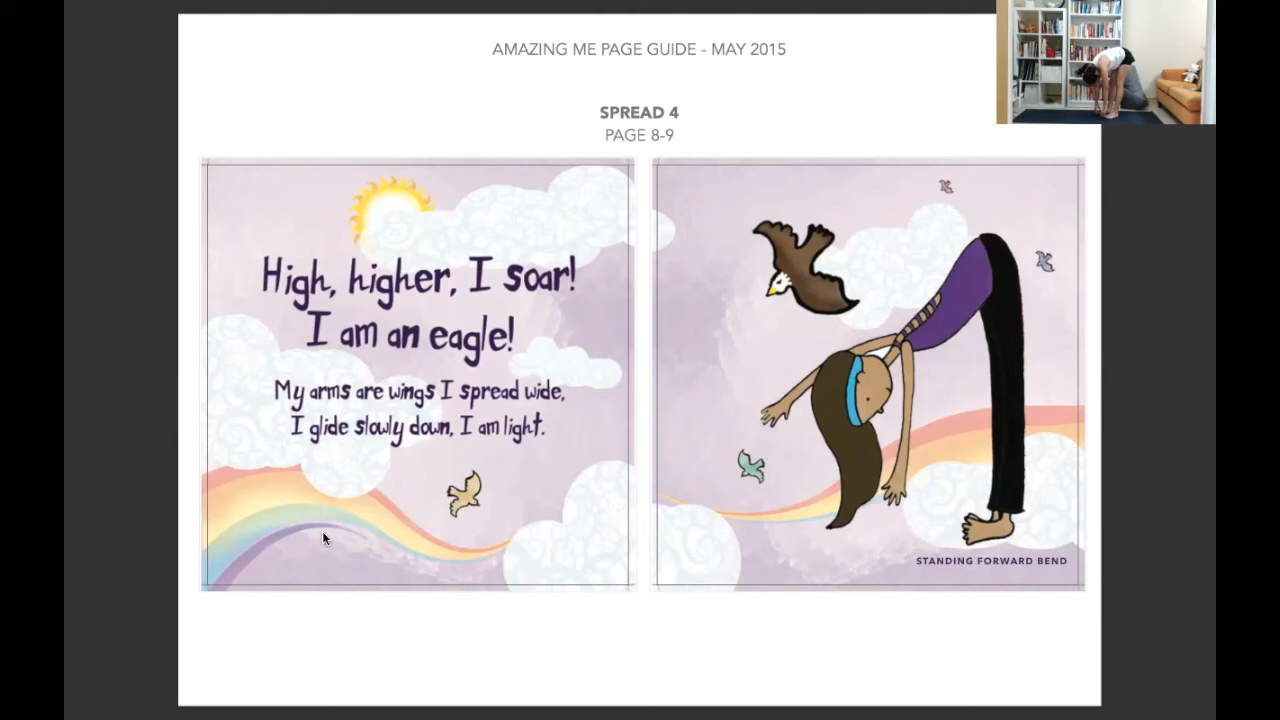 AMAZING ME PAGE GUIDE - MAY 2015
SPREAD 4
PAGE 8-9
High, higher, I soar!
I am an eagle!
My arms are wings I spread wide,
I glide slowly down, I am light.
STANDING FORWARD BEND